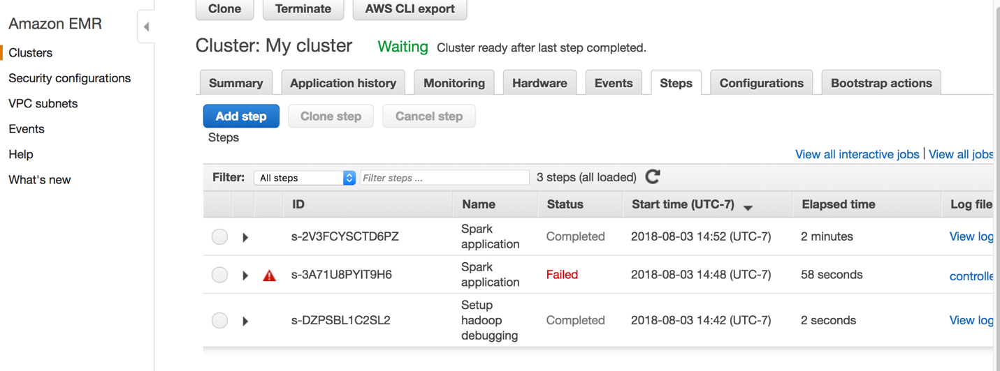 Clone Terminate AWS CLI export
Amazon EMR
Clusters
Security configurations
VPC subnets
Events
Help
What's new
Cluster: My cluster Waiting Cluster ready after last step completed.
Summary Application history Monitoring Hardware Events Steps Configurations Bootstrap actions
Add step Clone step Cancel step
Steps
View all interactive jobs | View all jobs
Filter: All steps Filter steps ... 3 steps (all loaded)
ID Name Status Start time (UTC-7) Elapsed time Log file
s-2V3FCYSCTD6PZ Spark application Completed 2018-08-03 14:52 (UTC-7) 2 minutes View log
s-3A71U8PYIT9H6 Spark application Failed 2018-08-03 14:48 (UTC-7) 58 seconds controlle
s-DZPSBL1C2SL2 Setup hadoop debugging Completed 2018-08-03 14:42 (UTC-7) 2 seconds View log